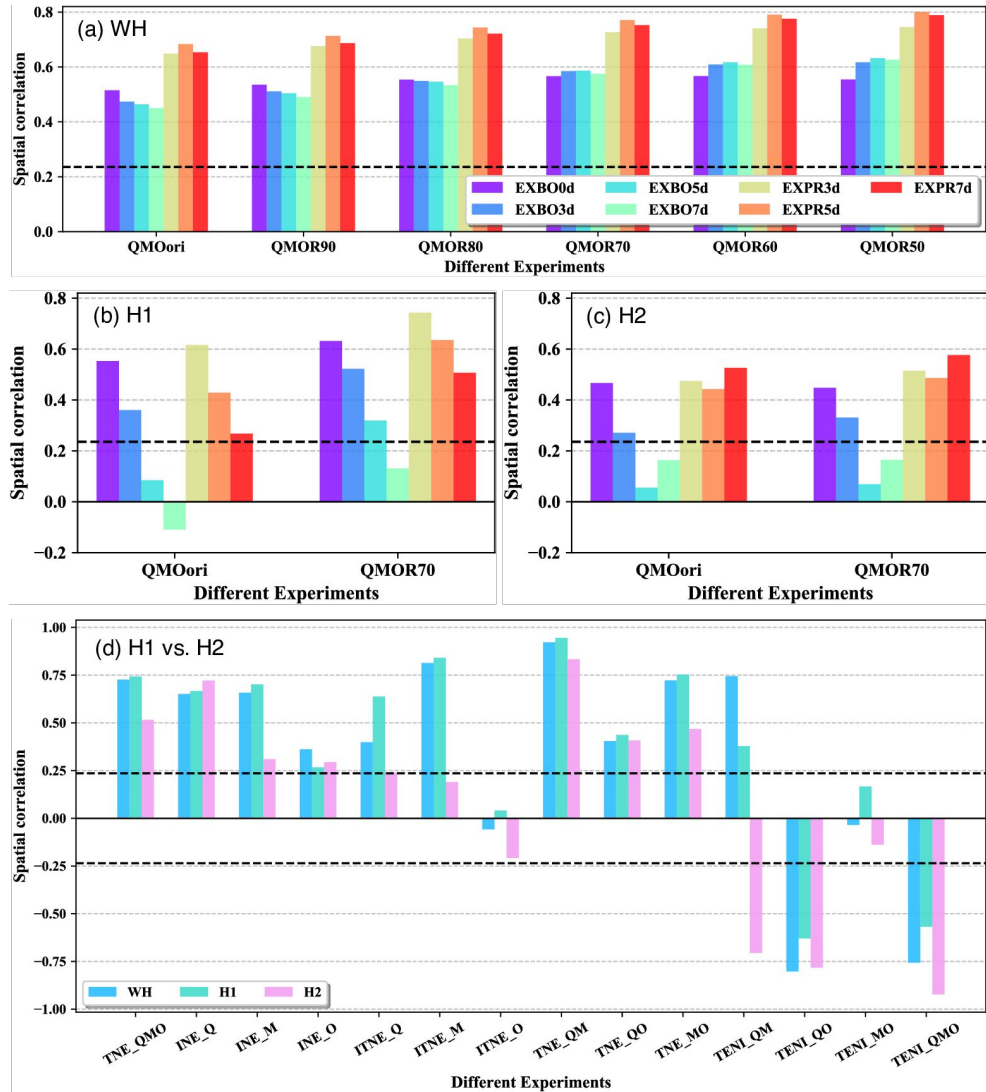 (a) WH
Spatial correlation
0.8
0.6
0.4
0.2
0.0
EXBO0d EXBO5d EXPR3d EXPR7d
EXBO3d EXBO7d EXPR5d
QMOori QMOR90 QMOR80 QMOR70 QMOR60 QMOR50
Different Experiments
(b) H1
Spatial correlation
0.8
0.6
0.4
0.2
0.0
−0.2
QMOori QMOR70
Different Experiments
(c) H2
Spatial correlation
0.8
0.6
0.4
0.2
0.0
−0.2
QMOori QMOR70
Different Experiments
(d) H1 vs. H2
Spatial correlation
1.00
0.75
0.50
0.25
0.00
−0.25
−0.50
−0.75
−1.00
WH H1 H2
TNE_QMO INE_Q INE_M INE_O ITNE_Q ITNE_M ITNE_O TNE_QM TNE_QO TNE_MO TENI_QM TENI_QO TENI_MO TENI_QMO
Different Experiments